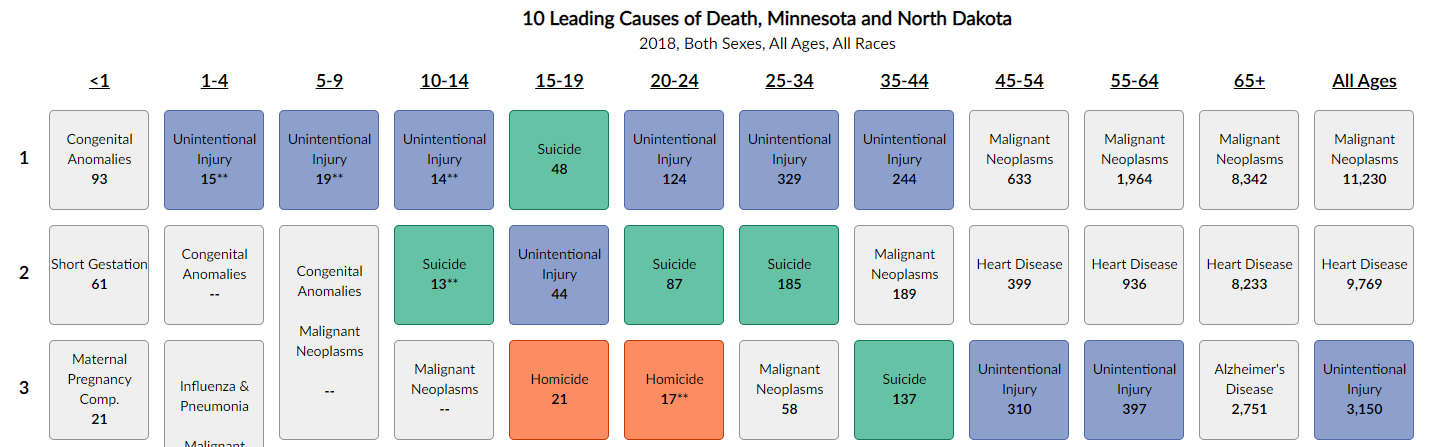 10 Leading Causes of Death, Minnesota and North Dakota
2018, Both Sexes, All Ages, All Races
<1 1-4 5-9 10-14 15-19 20-24 25-34 35-44 45-54 55-64 65+ All Ages
1
Congenital
Anomalies
93
Unintentional
Injury
15**
Unintentional
Injury
19**
Unintentional
Injury
14**
Suicide
48
Unintentional
Injury
124
Unintentional
Injury
329
Unintentional
Injury
244
Malignant
Neoplasms
633
Malignant
Neoplasms
1,964
Malignant
Neoplasms
8,342
Malignant
Neoplasms
11,230
2
Short Gestation
61
Congenital
Anomalies
--
Congenital
Anomalies
Malignant
Neoplasms
--
Suicide
13**
Unintentional
Injury
44
Suicide
87
Suicide
185
Malignant
Neoplasms
189
Heart Disease
399
Heart Disease
936
Heart Disease
8,233
Heart Disease
9,769
3
Maternal
Pregnancy
Comp.
21
Influenza &
Pneumonia
Malignant
Malignant
Neoplasms
--
Homicide
21
Homicide
17**
Malignant
Neoplasms
58
Suicide
137
Unintentional
Injury
310
Unintentional
Injury
397
Alzheimer's
Disease
2,751
Unintentional
Injury
3,150